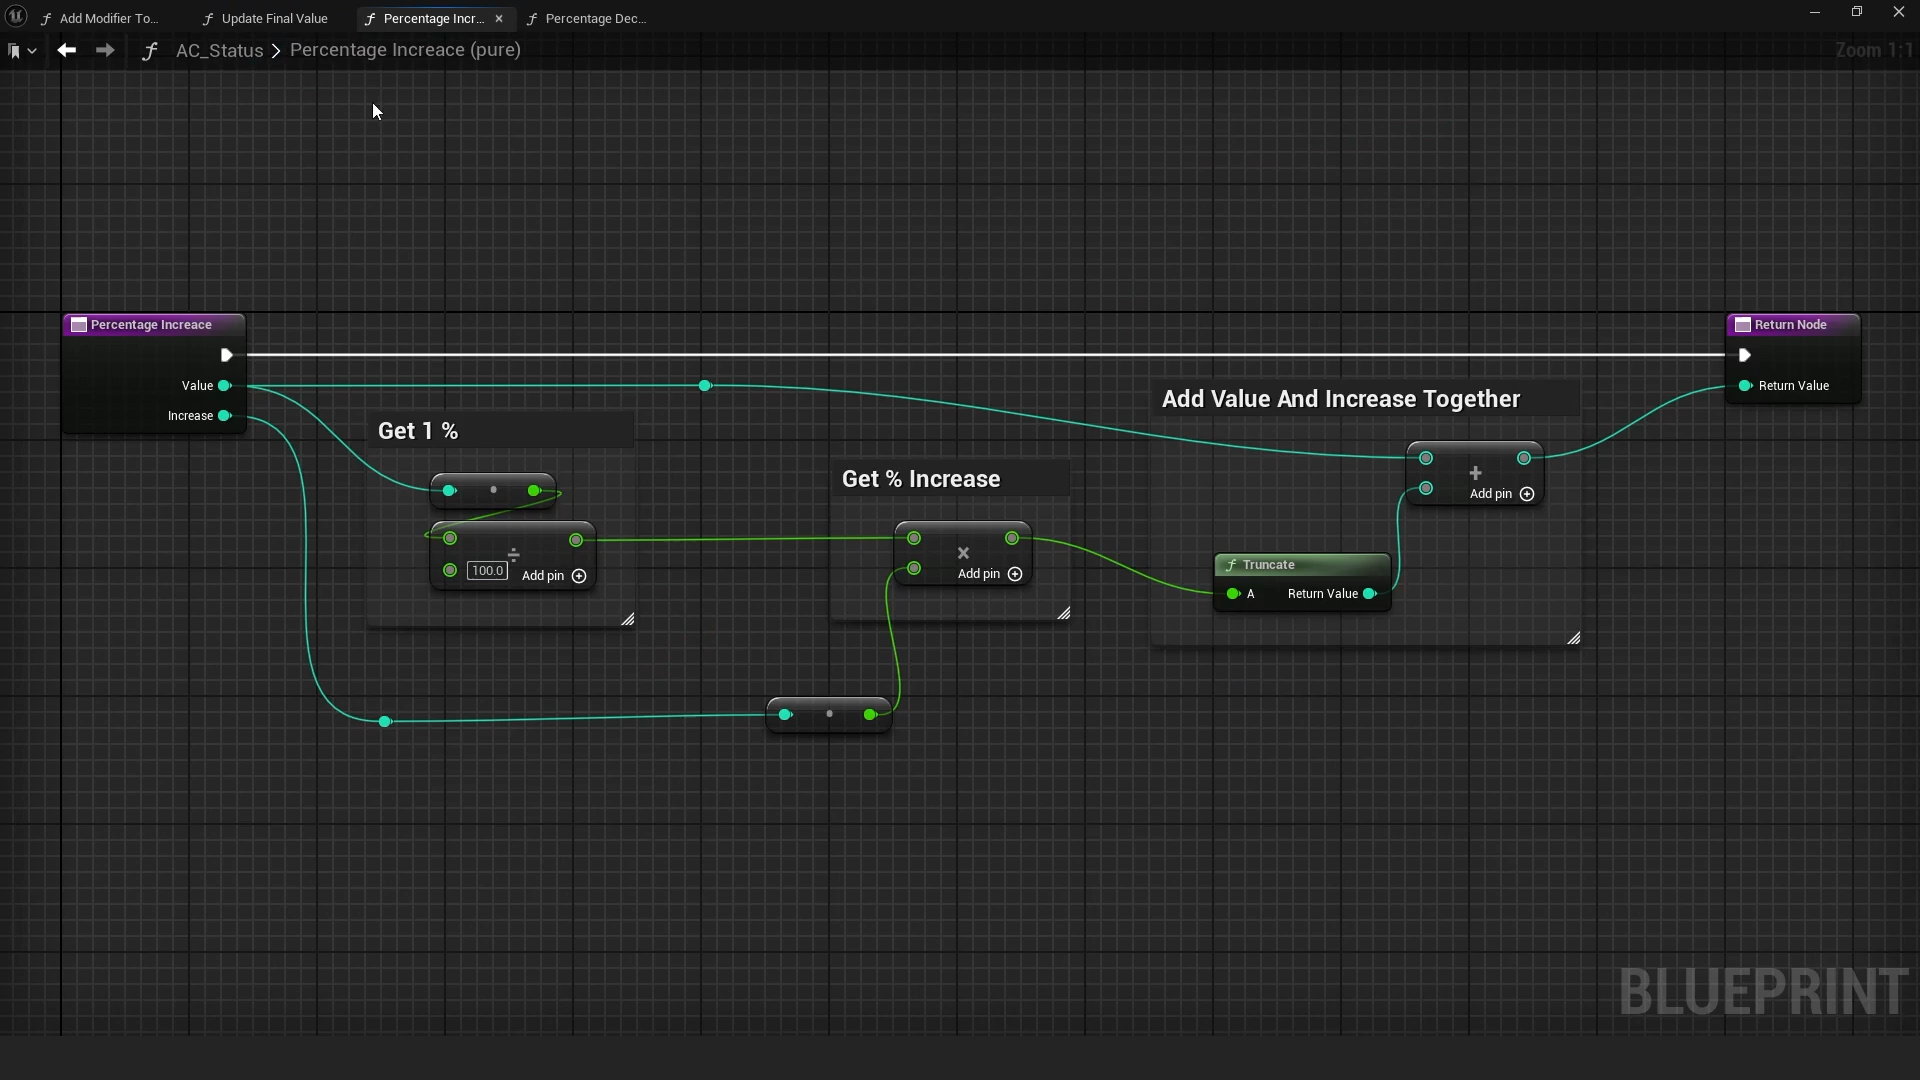 Add Modifier To...
Update Final Value
Percentage Incr...
Percentage Dec...
AC_Status > Percentage Increace (pure)
Zoom 1:1
Percentage Increace
Value
Increase
Return Node
Return Value
Add Value And Increase Together
Get 1 %
Get % Increase
+
Add pin
÷
100.0
Add pin
×
Add pin
Truncate
A
Return Value
BLUEPRINT